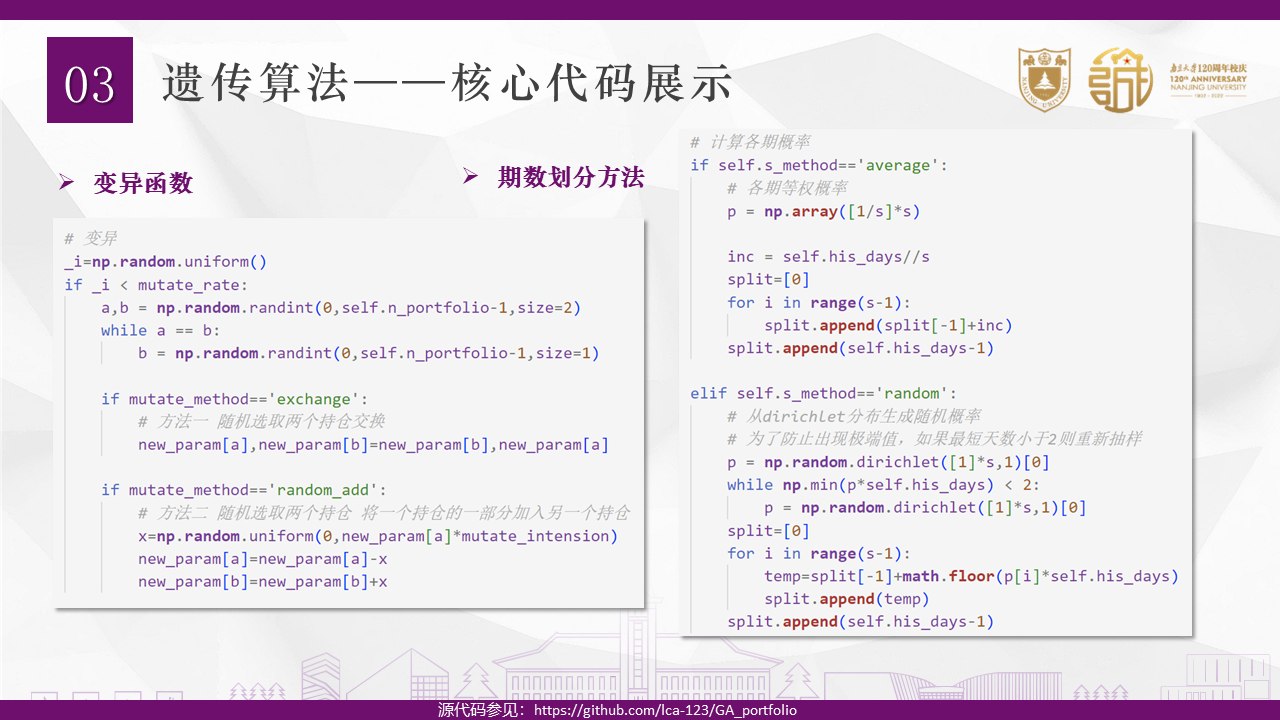 03
遗传算法——核心代码展示
NANJING UNIVERSITY
南京大学120周年校庆
120th ANNIVERSARY
NANJING UNIVERSITY
1902 - 2022
➢ 变异函数
# 变异
_i=np.random.uniform()
if _i < mutate_rate:
    a,b = np.random.randint(0,self.n_portfolio-1,size=2)
    while a == b:
        b = np.random.randint(0,self.n_portfolio-1,size=1)
    if mutate_method=='exchange':
        # 方法一 随机选取两个持仓交换
        new_param[a],new_param[b]=new_param[b],new_param[a]
    if mutate_method=='random_add':
        # 方法二 随机选取两个持仓 将一个持仓的一部分加入另一个持仓
        x=np.random.uniform(0,new_param[a]*mutate_intension)
        new_param[a]=new_param[a]-x
        new_param[b]=new_param[b]+x
➢ 期数划分方法
# 计算各期概率
if self.s_method=='average':
    # 各期等权概率
    p = np.array([1/s]*s)
    inc = self.his_days//s
    split=[0]
    for i in range(s-1):
        split.append(split[-1]+inc)
    split.append(self.his_days-1)
elif self.s_method=='random':
    # 从dirichlet分布生成随机概率
    # 为了防止出现极端值，如果最短天数小于2则重新抽样
    p = np.random.dirichlet([1]*s,1)[0]
    while np.min(p*self.his_days) < 2:
        p = np.random.dirichlet([1]*s,1)[0]
    split=[0]
    for i in range(s-1):
        temp=split[-1]+math.floor(p[i]*self.his_days)
        split.append(temp)
    split.append(self.his_days-1)
源代码参见：https://github.com/lca-123/GA_portfolio